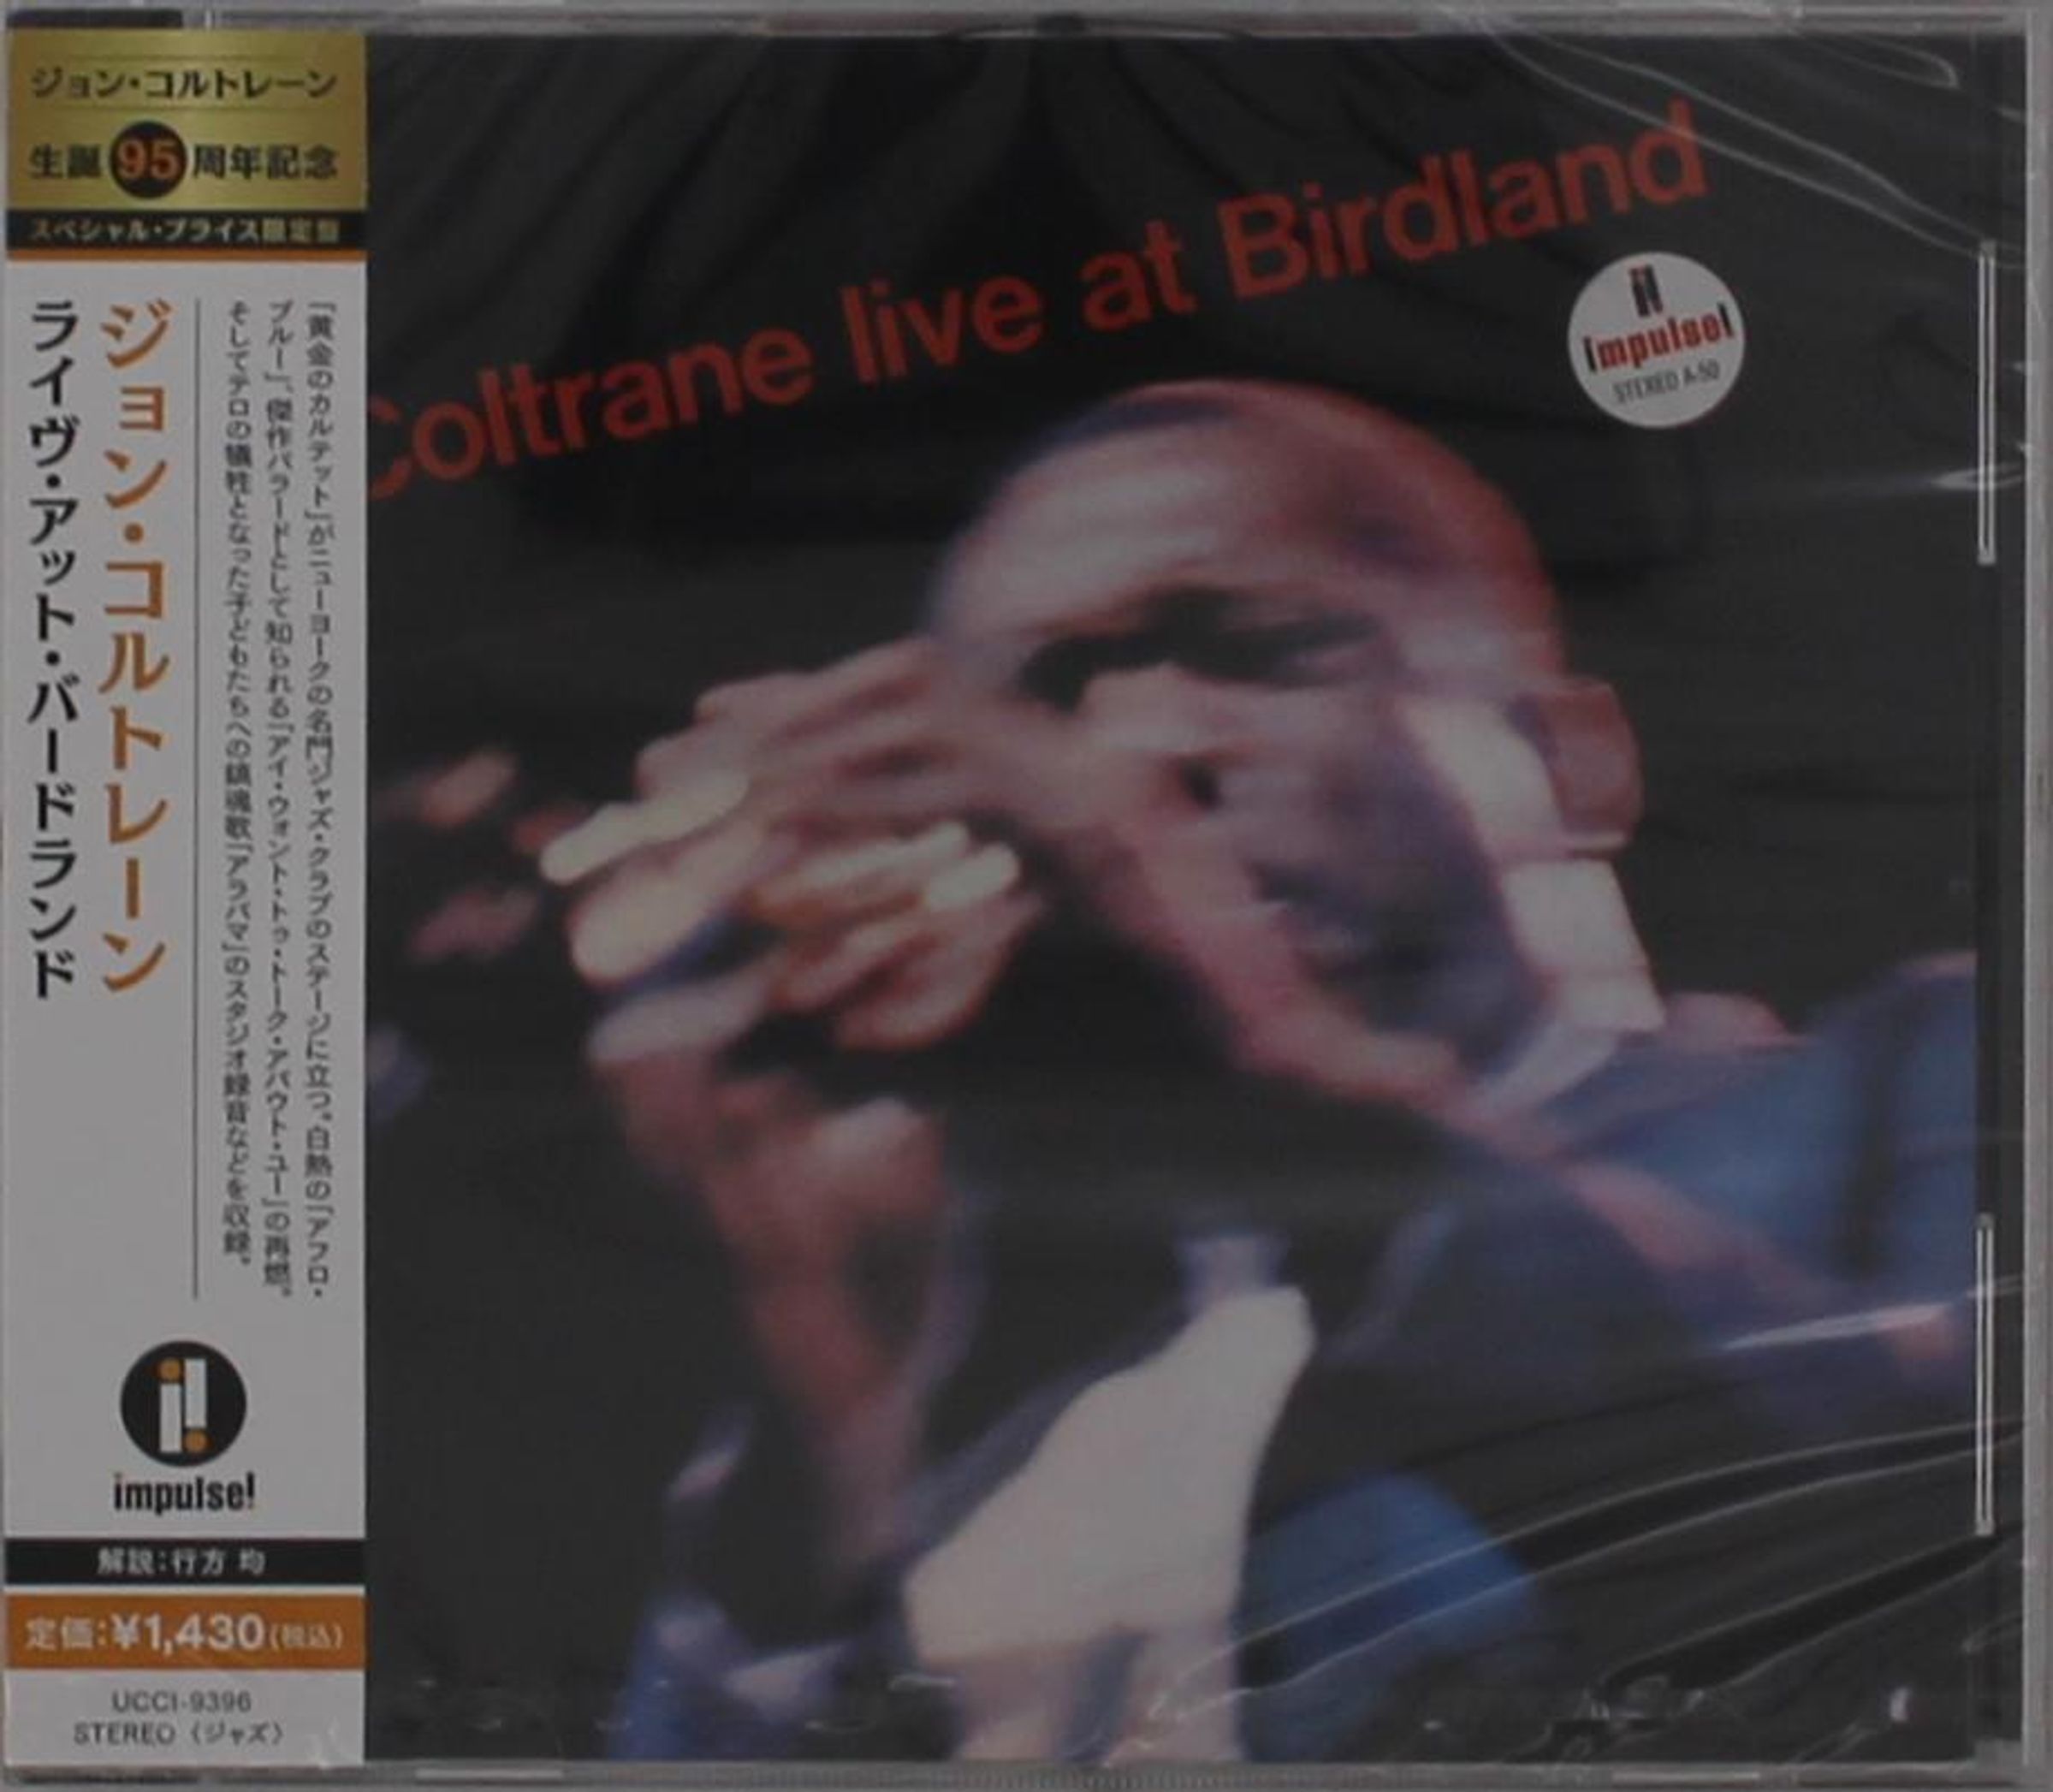 ジョン・コルトレーン
生誕95周年記念
スペシャル・プライス限定盤
「黄金のカルテット」がニューヨークの名門ジャズ・クラブのステージに立つ。白熱の「アフロ・
ブルー」、傑作バラードとして知られる「アイ・ウォント・トゥ・トーク・アバウト・ユー」の再燃。
そしてテロの犠牲となった子どもたちへの鎮魂歌「アラバマ」のスタジオ録音などを収録。
ジョン・コルトレーン
ライヴ・アット・バードランド
impulse!
解説：行方 均
定価：¥1,430(税込)
UCCI-9396
STEREO〈ジャズ〉
Coltrane live at Birdland
impulse!
STEREO A-50